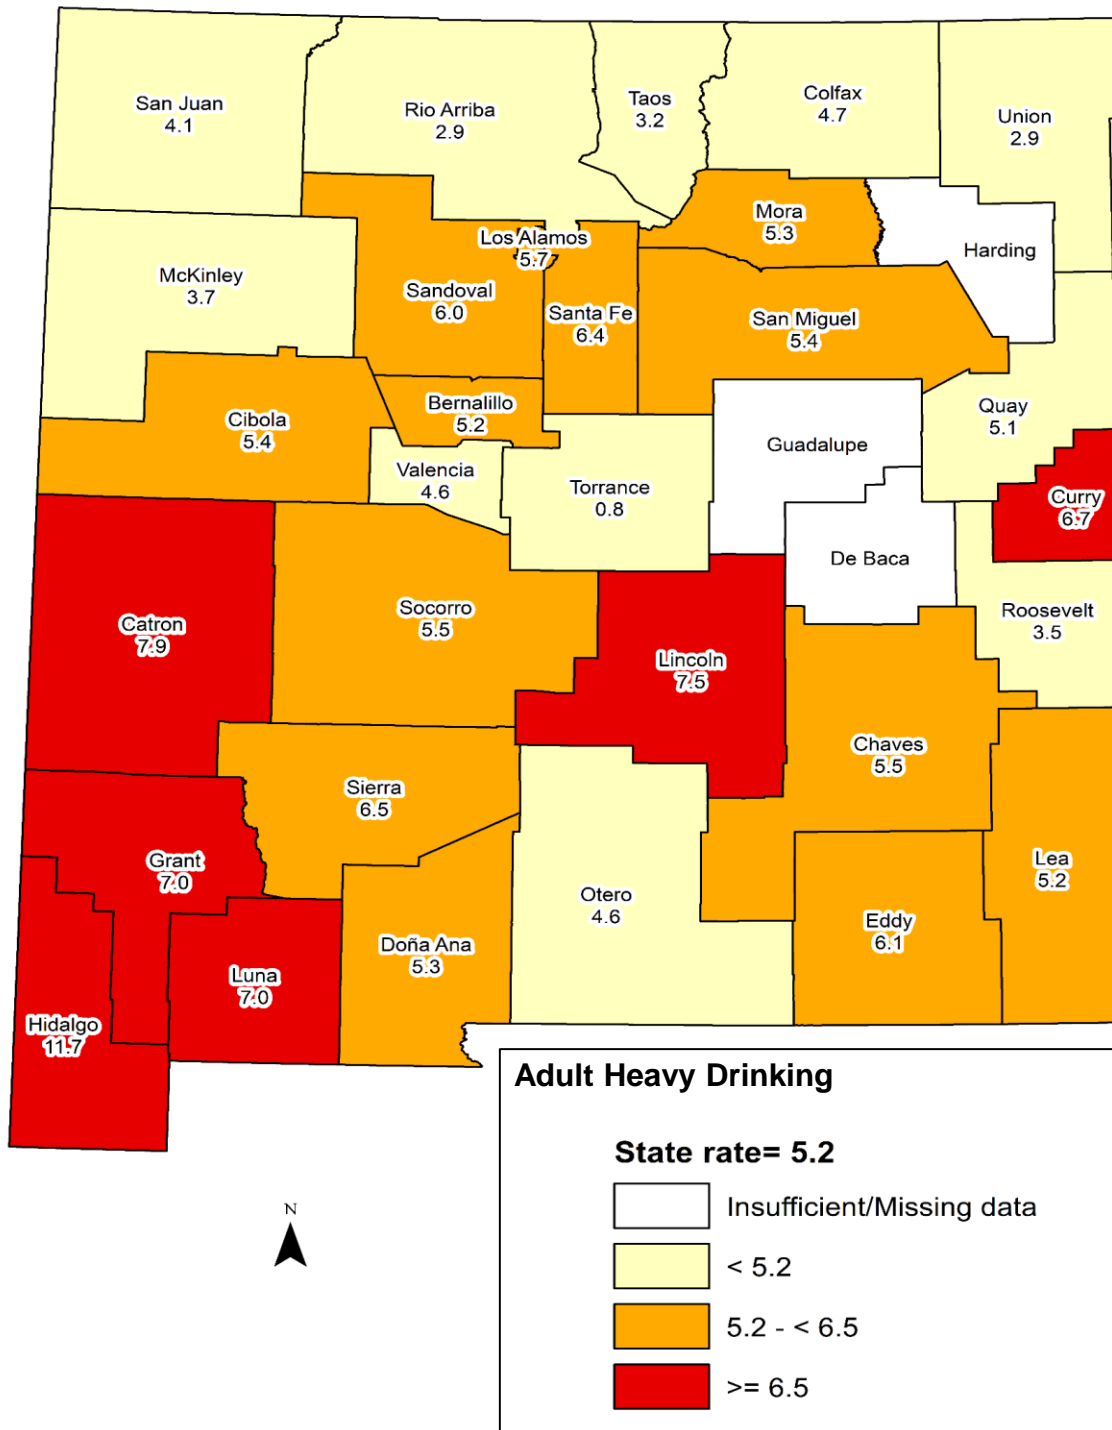 San Juan
4.1
Rio Arriba
2.9
Taos
3.2
Colfax
4.7
Union
2.9
Mora
5.3
Harding
Los Alamos
5.7
McKinley
3.7
Sandoval
6.0
Santa Fe
6.4
San Miguel
5.4
Cibola
5.4
Bernalillo
5.2
Quay
5.1
Guadalupe
Valencia
4.6
Torrance
0.8
Curry
6.7
De Baca
Catron
7.9
Socorro
5.5
Roosevelt
3.5
Lincoln
7.5
Chaves
5.5
Sierra
6.5
Grant
7.0
Otero
4.6
Lea
5.2
Eddy
6.1
Doña Ana
5.3
Luna
7.0
Hidalgo
11.7
Adult Heavy Drinking
State rate= 5.2
Insufficient/Missing data
< 5.2
5.2 - < 6.5
>= 6.5
N